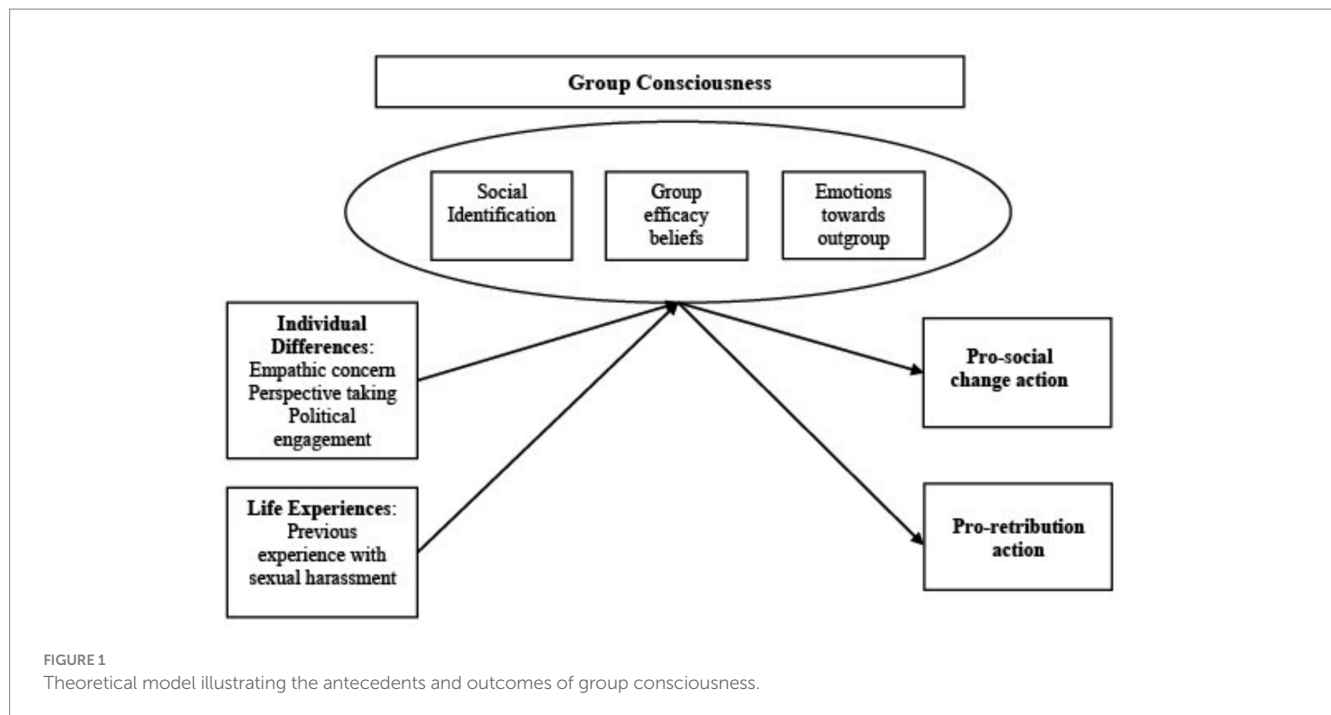 Group Consciousness
Social
Identification
Group
efficacy
beliefs
Emotions
towards
outgroup
Individual
Differences:
Empathic concern
Perspective taking
Political
engagement
Life Experiences:
Previous
experience with
sexual harassment
Pro-social
change action
Pro-retribution
action
FIGURE 1
Theoretical model illustrating the antecedents and outcomes of group consciousness.